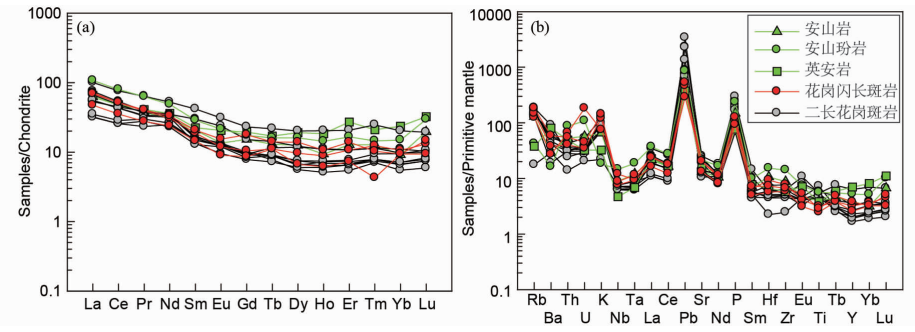 (a)
Samples/Chondrite
1000
100
10
1
0.1
La Ce Pr Nd Sm Eu Gd Tb Dy Ho Er Tm Yb Lu
(b)
Samples/Primitive mantle
10000
1000
100
10
1
0.1
安山岩
安山玢岩
英安岩
花岗闪长斑岩
二长花岗斑岩
Rb Th K Ta Ce Sr P Hf Eu Tb Yb
Ba U Nb La Pb Nd Sm Zr Ti Y Lu